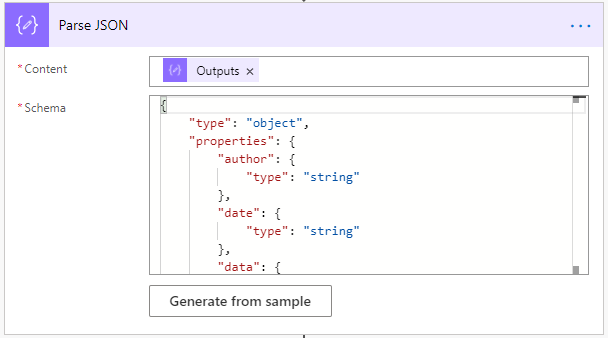 Parse JSON
* Content
Outputs ×
* Schema
{
    "type": "object",
    "properties": {
        "author": {
            "type": "string"
        },
        "date": {
            "type": "string"
        },
        "data": {
Generate from sample